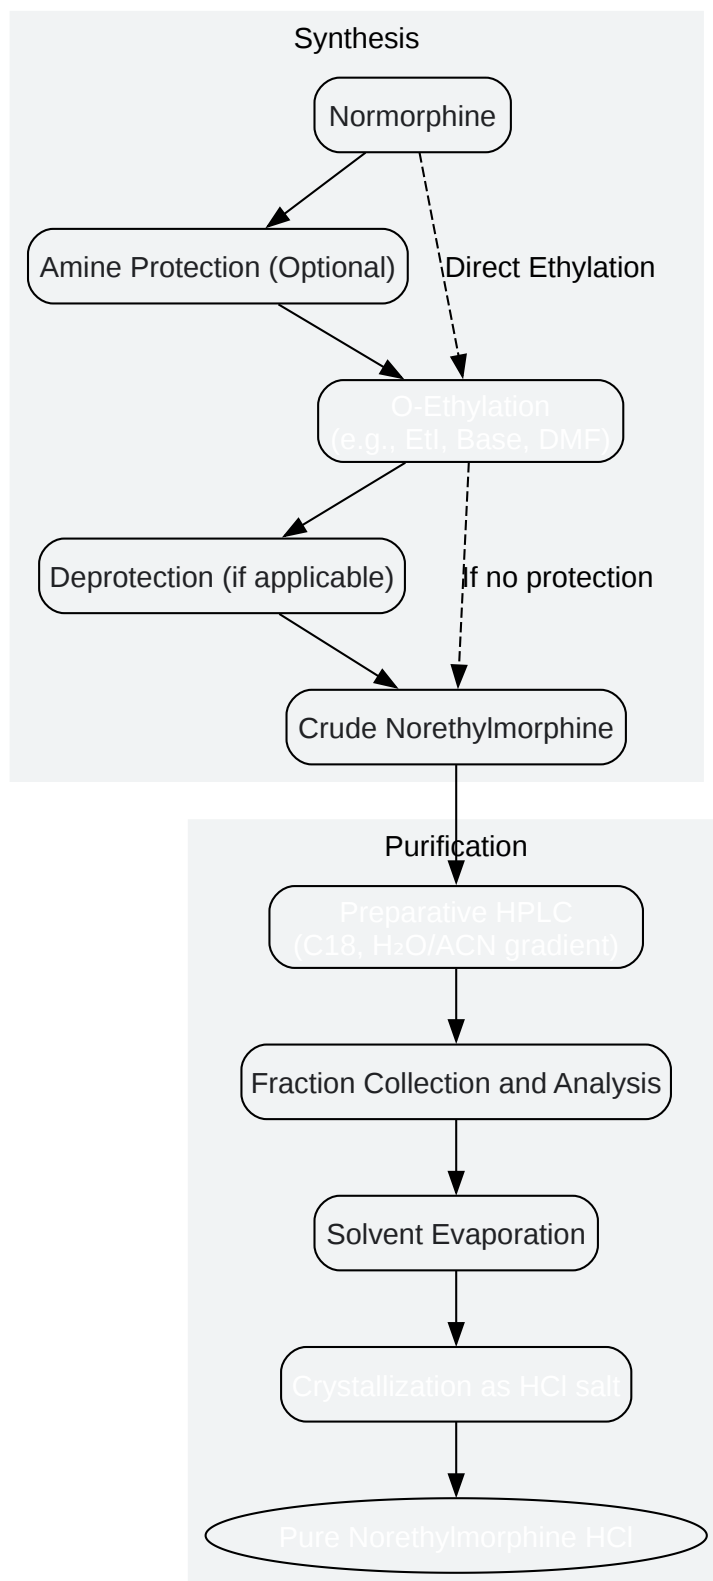 Synthesis
Normorphine
Amine Protection (Optional)
Direct Ethylation
O-Ethylation
(e.g., EtI, Base, DMF)
Deprotection (if applicable)
If no protection
Crude Norethylmorphine
Purification
Preparative HPLC
(C18, H₂O/ACN gradient)
Fraction Collection and Analysis
Solvent Evaporation
Crystallization as HCl salt
Pure Norethylmorphine HCl